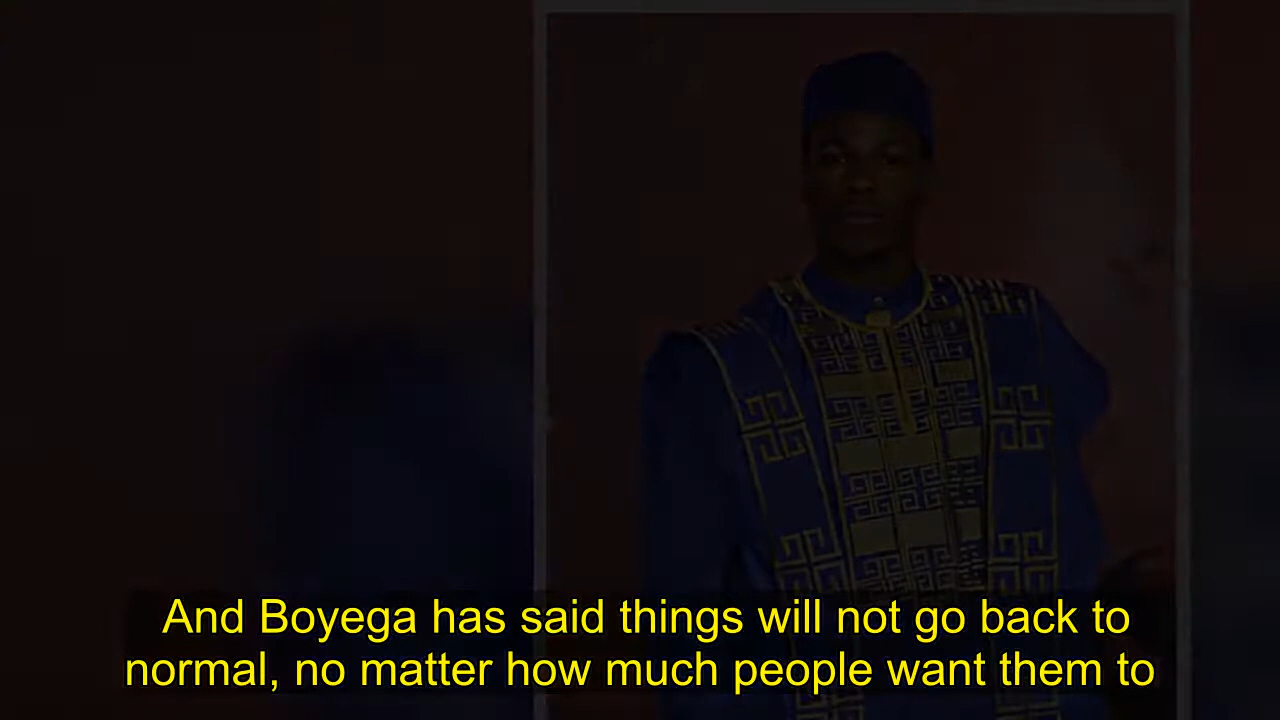 And Boyega has said things will not go back to
normal, no matter how much people want them to